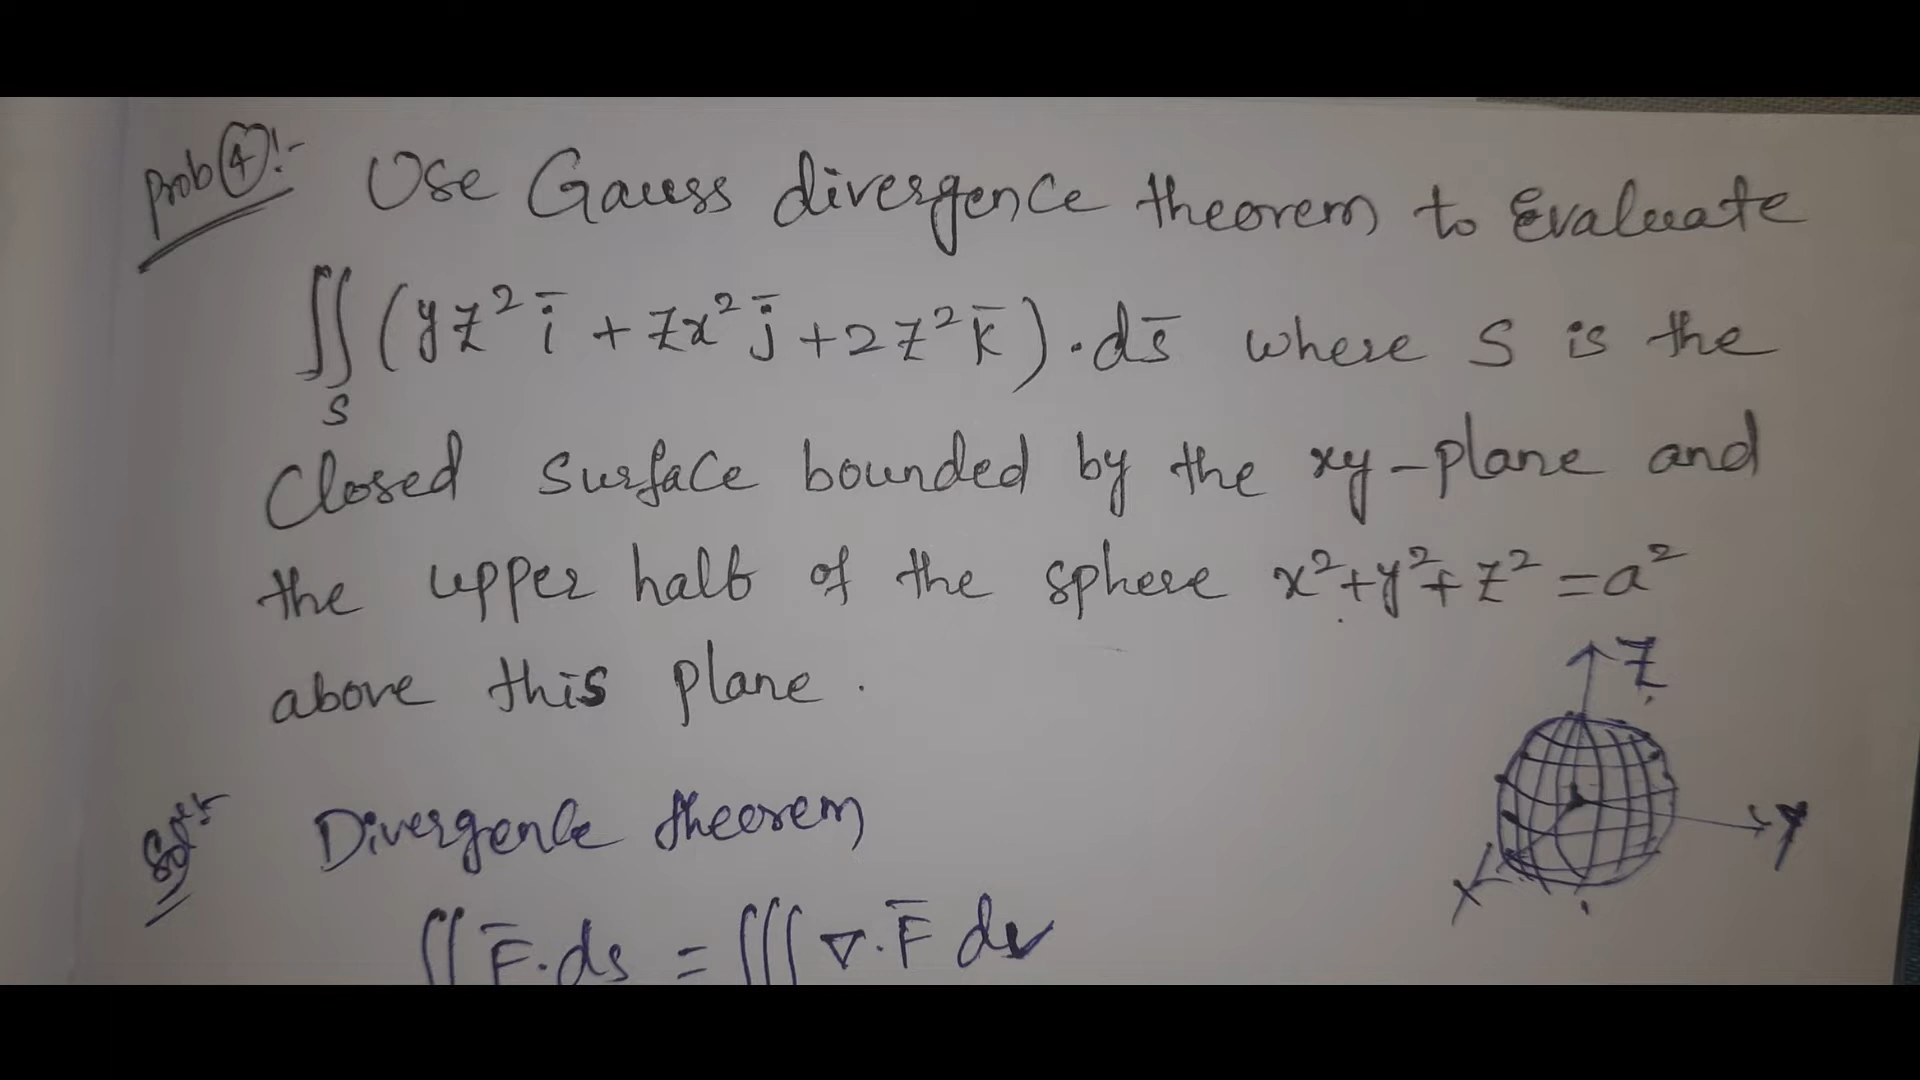 Prob ④:-
Use Gauss divergence theorem to Evaluate
∬ (yz² i̅ + zx² j̅ + 2z² k̅) . ds̅ where S is the
S
Closed surface bounded by the xy-plane and
the upper half of the sphere x²+y²+z² = a²
above this plane .
Z
Y
X
Solⁿ:-
Divergence theorem
∬ F̅.ds = ∭ ∇.F̅ dv